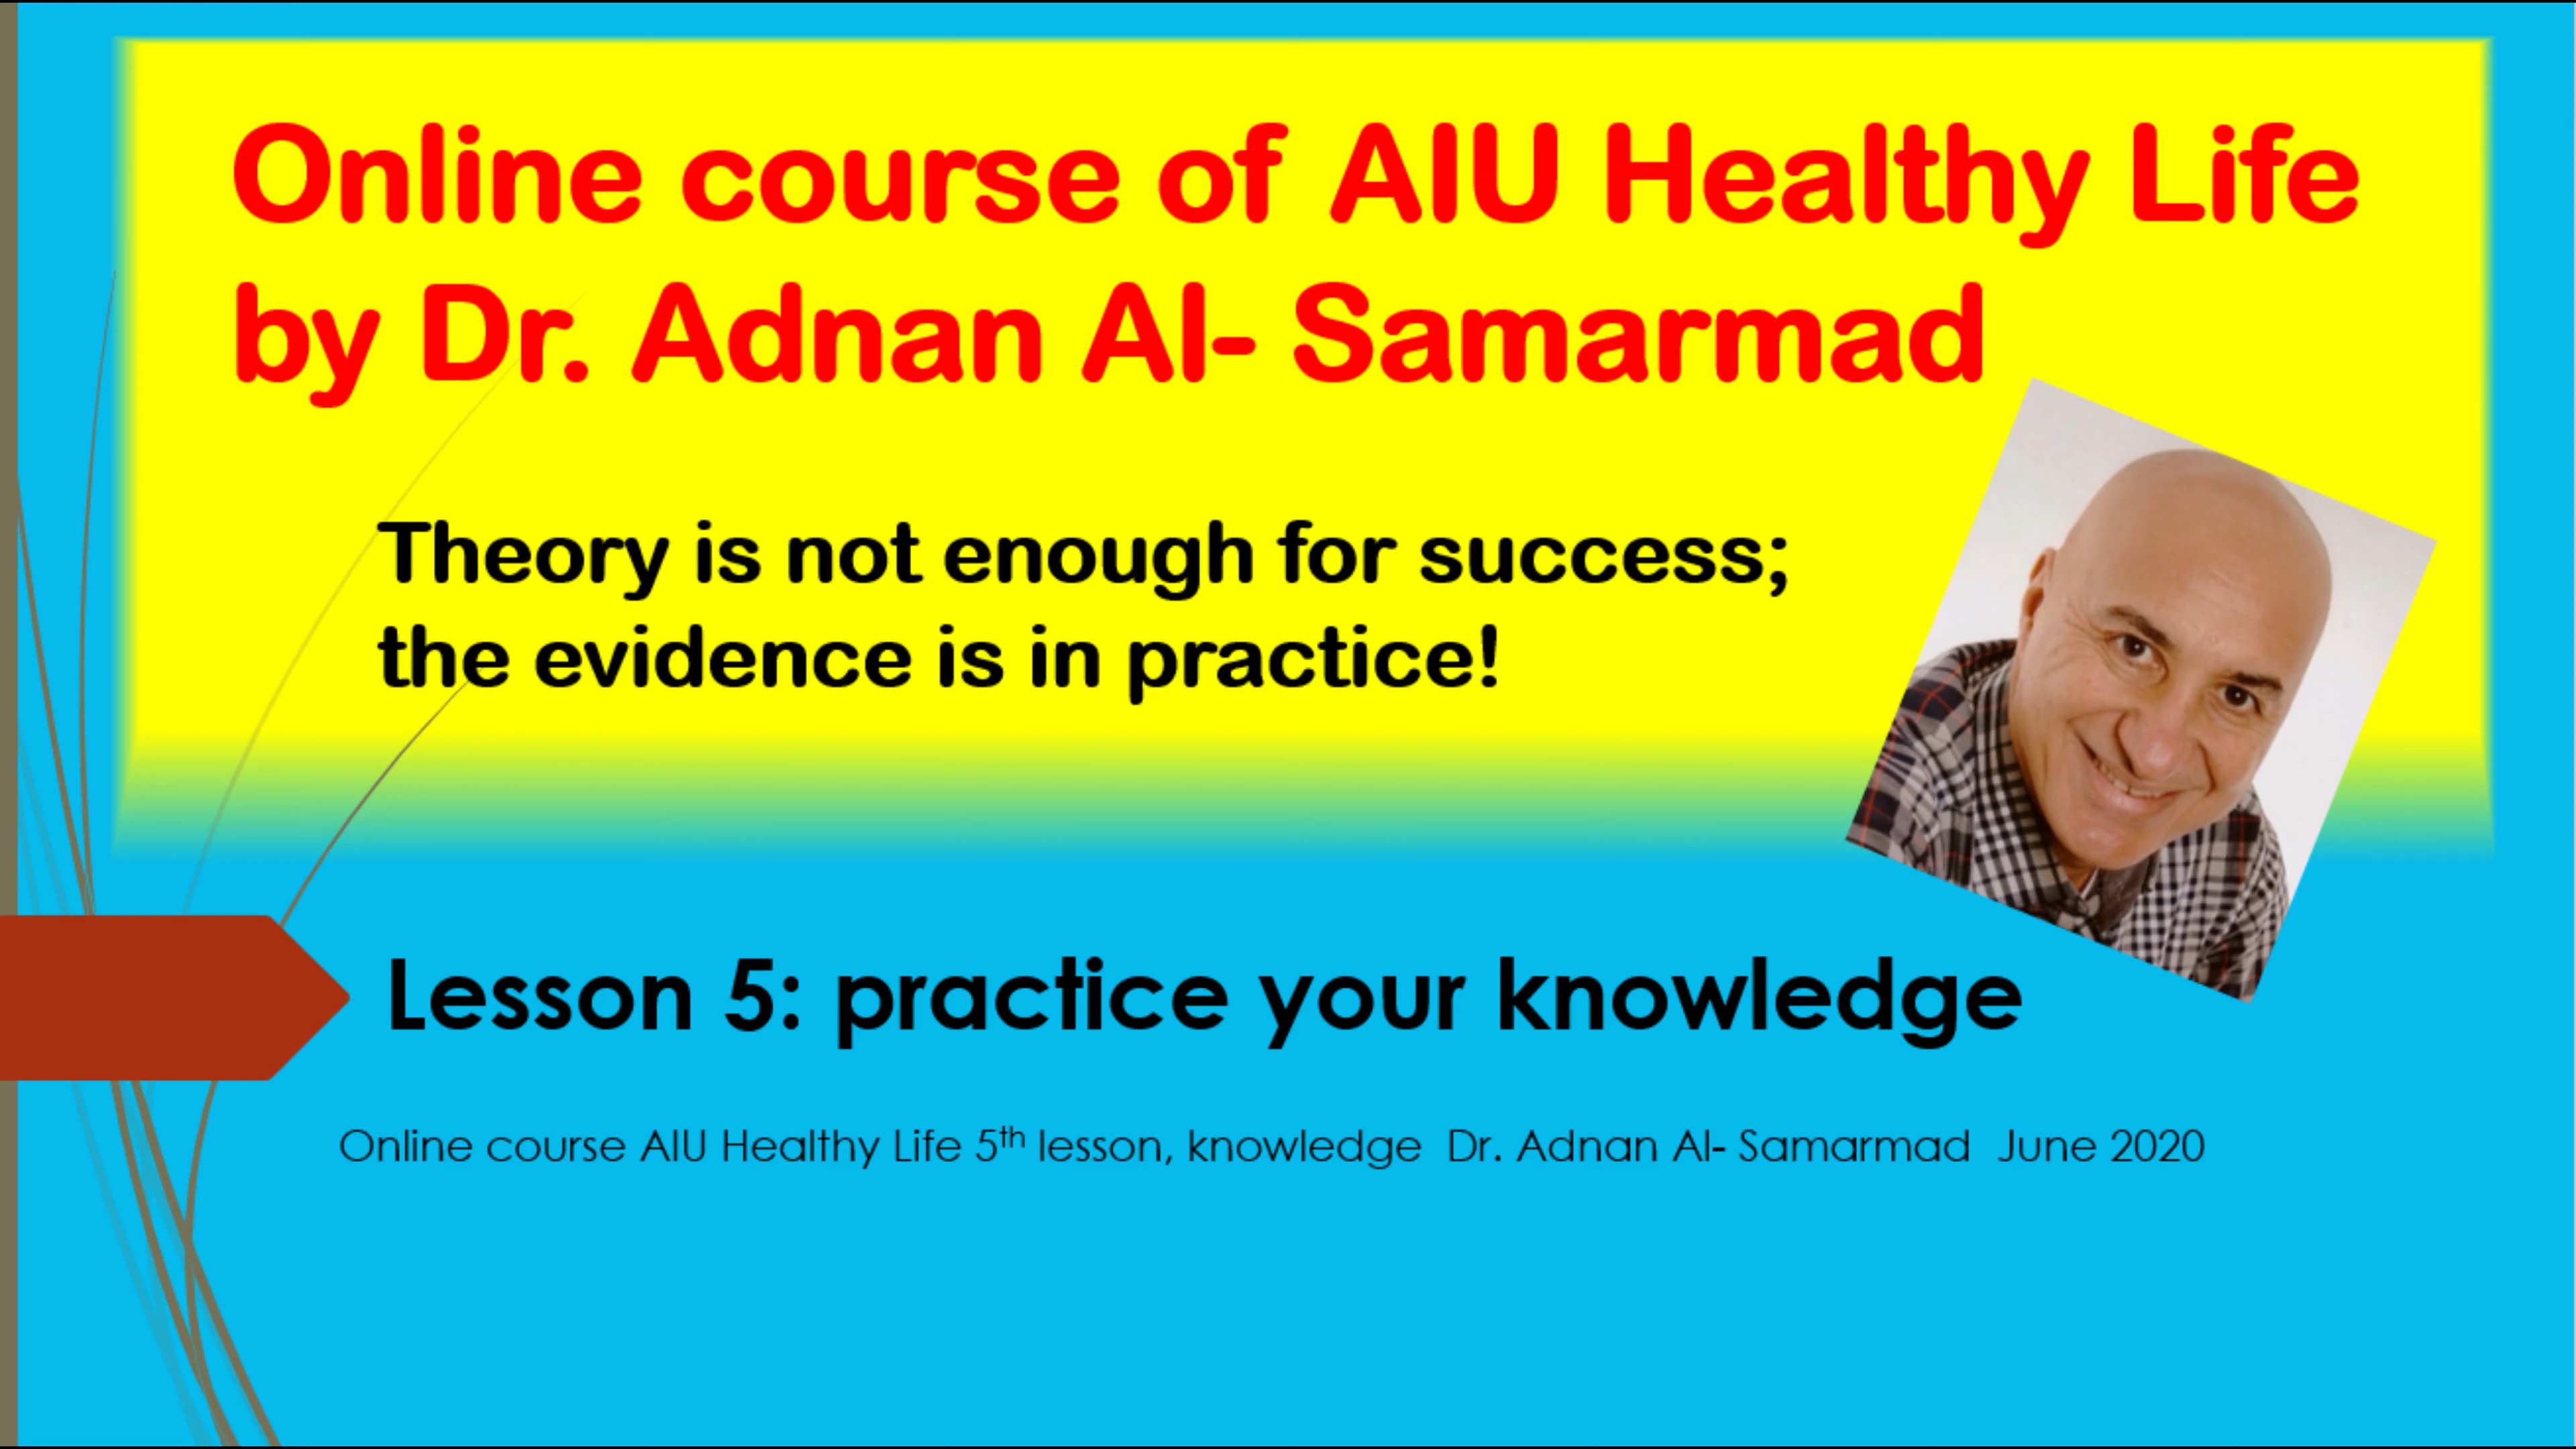 Online course of AIU Healthy Life
by Dr. Adnan Al- Samarmad
Theory is not enough for success;
the evidence is in practice!
Lesson 5: practice your knowledge
Online course AIU Healthy Life 5th lesson, knowledge  Dr. Adnan Al- Samarmad  June 2020